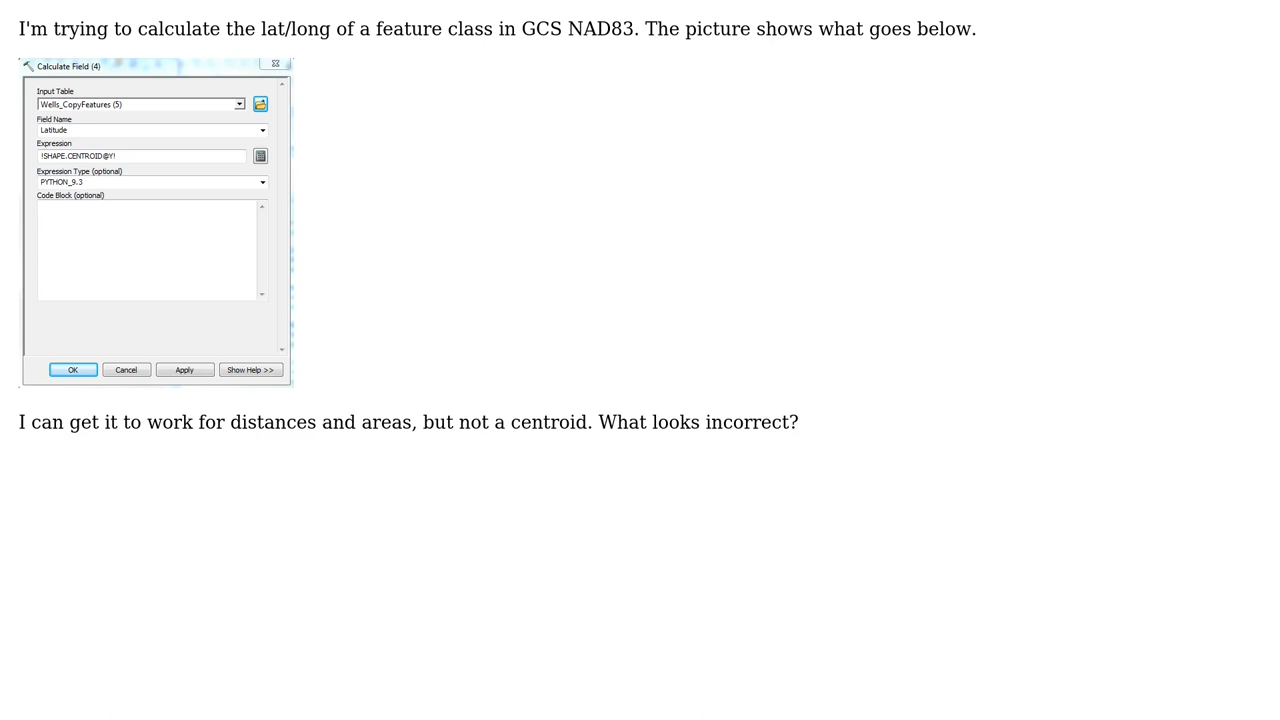 I'm trying to calculate the lat/long of a feature class in GCS NAD83. The picture shows what goes below.
Calculate Field (4)
Input Table
Wells_CopyFeatures (5)
Field Name
Latitude
Expression
!SHAPE.CENTROID@Y!
Expression Type (optional)
PYTHON_9.3
Code Block (optional)
OK Cancel Apply Show Help >>
I can get it to work for distances and areas, but not a centroid. What looks incorrect?